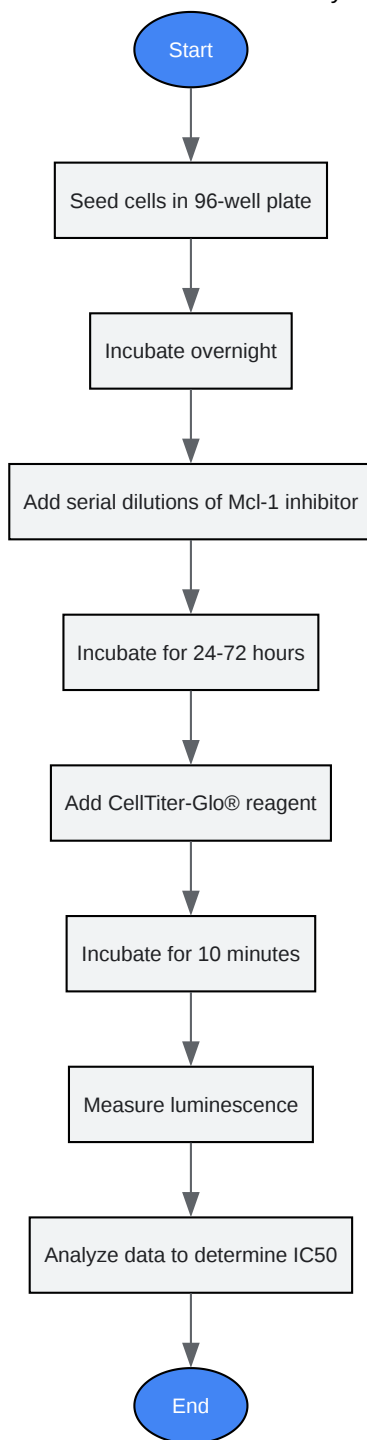 Start
Seed cells in 96-well plate
Incubate overnight
Add serial dilutions of Mcl-1 inhibitor
Incubate for 24-72 hours
Add CellTiter-Glo® reagent
Incubate for 10 minutes
Measure luminescence
Analyze data to determine IC50
End